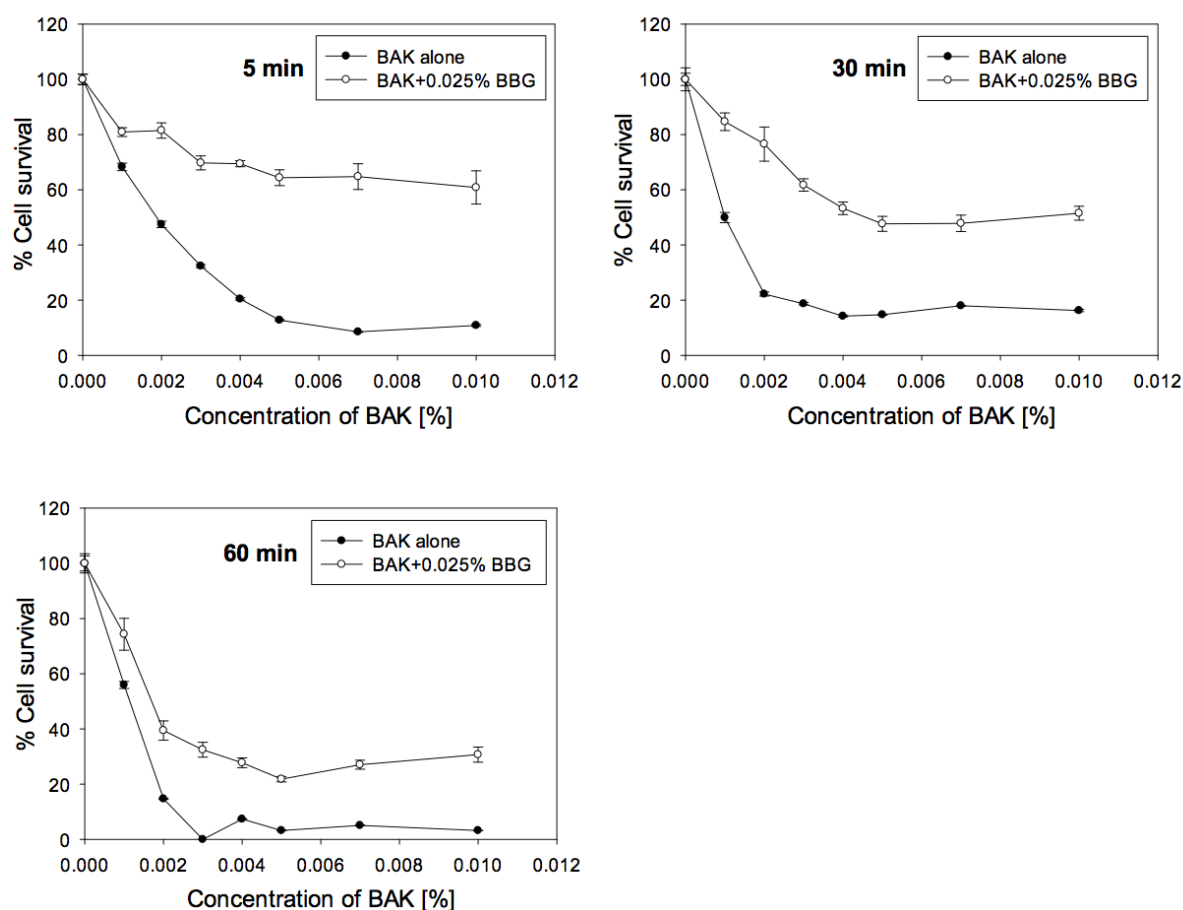 120
100
80
60
40
20
0
% Cell survival
5 min
BAK alone
BAK+0.025% BBG
0.000 0.002 0.004 0.006 0.008 0.010 0.012
Concentration of BAK [%]
120
100
80
60
40
20
0
% Cell survival
30 min
BAK alone
BAK+0.025% BBG
0.000 0.002 0.004 0.006 0.008 0.010 0.012
Concentration of BAK [%]
120
100
80
60
40
20
0
% Cell survival
60 min
BAK alone
BAK+0.025% BBG
0.000 0.002 0.004 0.006 0.008 0.010 0.012
Concentration of BAK [%]